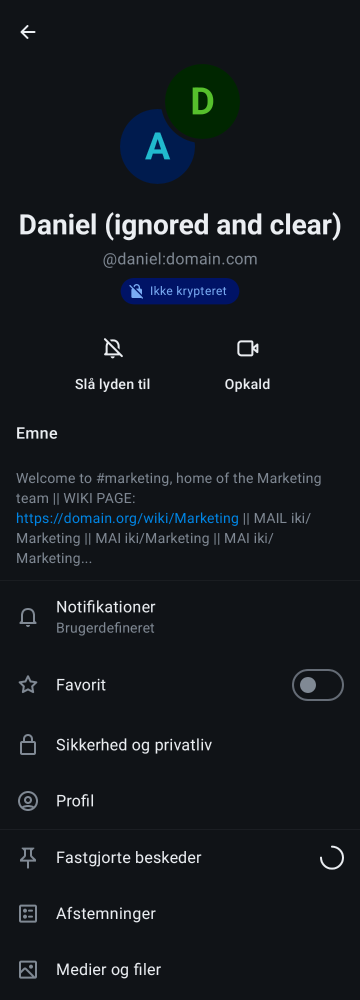 D
A
Daniel (ignored and clear)
@daniel:domain.com
Ikke krypteret
Slå lyden til
Opkald
Emne
Welcome to #marketing, home of the Marketing
team || WIKI PAGE:
https://domain.org/wiki/Marketing || MAIL iki/
Marketing || MAI iki/Marketing || MAI iki/
Marketing...
Notifikationer
Brugerdefineret
Favorit
Sikkerhed og privatliv
Profil
Fastgjorte beskeder
Afstemninger
Medier og filer